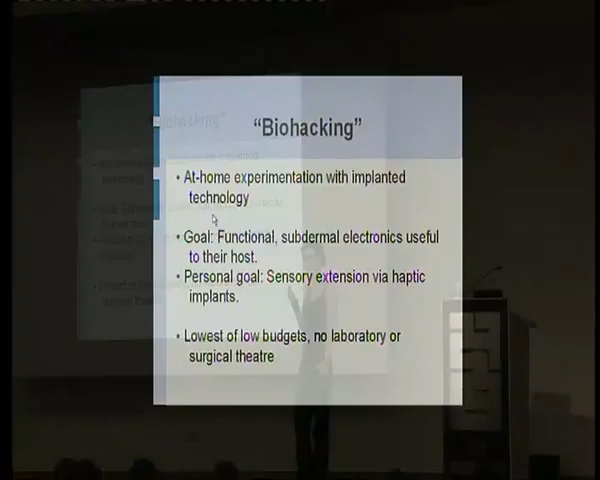 “Biohacking”
• At-home experimentation with implanted
technology
• Goal: Functional, subdermal electronics useful
to their host.
• Personal goal: Sensory extension via haptic
implants.
• Lowest of low budgets, no laboratory or
surgical theatre